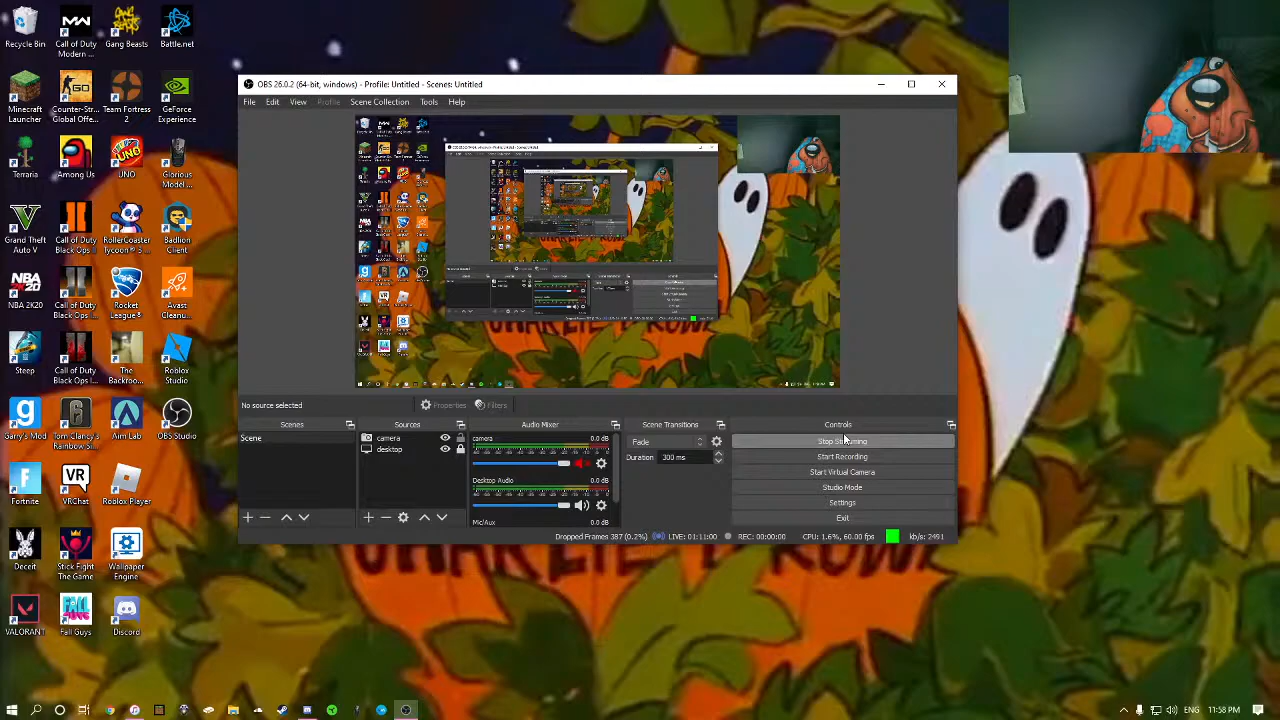 Recycle Bin
Call of Duty Modern ...
Gang Beasts
Battle.net
Minecraft Launcher
Counter-Str... Global Offe...
Team Fortress 2
GeForce Experience
Terraria
Among Us
UNO
Glorious Model ...
Grand Theft Auto V
Call of Duty Black Ops II
RollerCoaster Tycoon® 3...
Badlion Client
NBA 2K20
Call of Duty Black Ops I...
Rocket League®
Avast Cleanup ...
Steep
Call of Duty Black Ops I...
The Backroo...
Roblox Studio
Garry's Mod
Tom Clancy's Rainbow Si...
Aim Lab
OBS Studio
Fortnite
VRChat
Roblox Player
Deceit
Stick Fight The Game
Wallpaper Engine
VALORANT
Fall Guys
Discord
OBS 26.0.2 (64-bit, windows) - Profile: Untitled - Scenes: Untitled
File Edit View Profile Scene Collection Tools Help
No source selected Properties Filters
Scenes Sources Audio Mixer Scene Transitions Controls
Scene
camera
desktop
camera 0.0 dB
Desktop Audio 0.0 dB
Mic/Aux 0.0 dB
Fade
Duration 300 ms
Stop Streaming
Start Recording
Start Virtual Camera
Studio Mode
Settings
Exit
Dropped Frames 387 (0.2%) LIVE: 01:11:00 REC: 00:00:00 CPU: 1.6%, 60.00 fps kb/s: 2491
ENG 11:58 PM